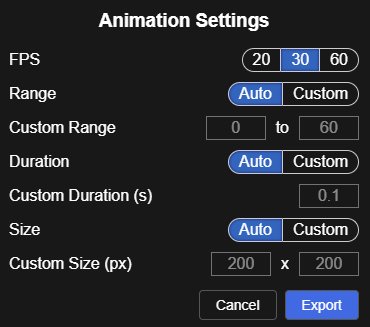 Animation Settings
FPS 20 30 60
Range Auto Custom
Custom Range 0 to 60
Duration Auto Custom
Custom Duration (s) 0.1
Size Auto Custom
Custom Size (px) 200 x 200
Cancel Export